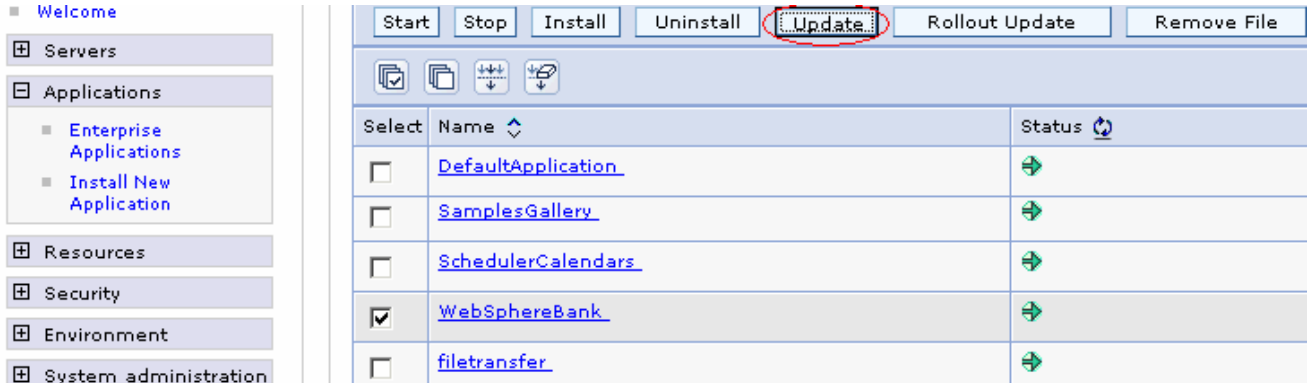 Welcome
Servers
Applications
Enterprise
Applications
Install New
Application
Resources
Security
Environment
System administration
Start Stop Install Uninstall Update Rollout Update Remove File
Select Name Status
DefaultApplication
SamplesGallery
SchedulerCalendars
WebSphereBank
filetransfer